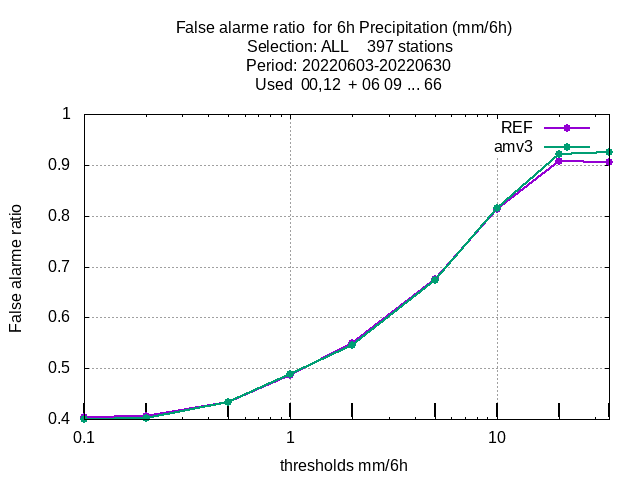 False alarme ratio  for 6h Precipitation (mm/6h)
Selection: ALL    397 stations
Period: 20220603-20220630
Used  00,12  + 06 09 ... 66
REF
amv3
1
0.9
0.8
0.7
0.6
0.5
0.4
False alarme ratio
0.1 1 10
thresholds mm/6h